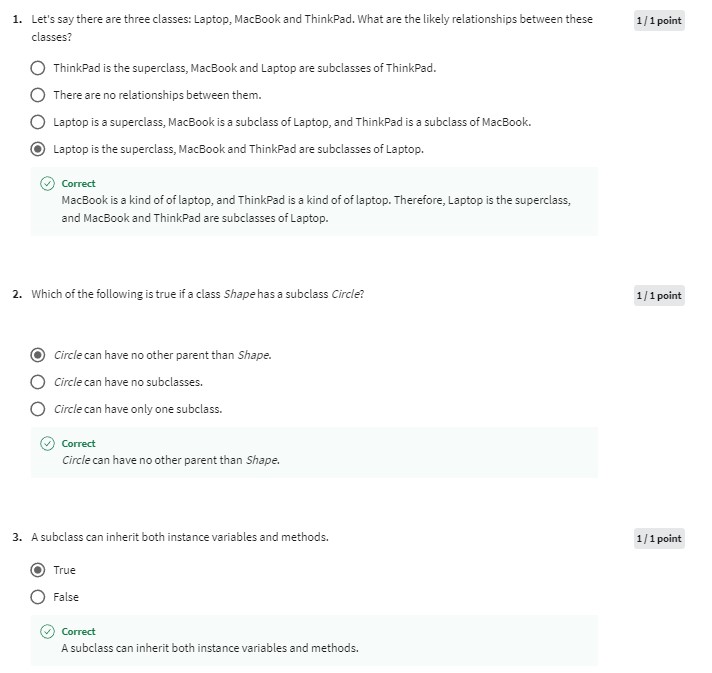 1. Let's say there are three classes: Laptop, MacBook and ThinkPad. What are the likely relationships between these
classes?
1 / 1 point
ThinkPad is the superclass, MacBook and Laptop are subclasses of ThinkPad.
There are no relationships between them.
Laptop is a superclass, MacBook is a subclass of Laptop, and ThinkPad is a subclass of MacBook.
Laptop is the superclass, MacBook and ThinkPad are subclasses of Laptop.
Correct
MacBook is a kind of of laptop, and ThinkPad is a kind of of laptop. Therefore, Laptop is the superclass,
and MacBook and ThinkPad are subclasses of Laptop.
2. Which of the following is true if a class Shape has a subclass Circle?
1 / 1 point
Circle can have no other parent than Shape.
Circle can have no subclasses.
Circle can have only one subclass.
Correct
Circle can have no other parent than Shape.
3. A subclass can inherit both instance variables and methods.
1 / 1 point
True
False
Correct
A subclass can inherit both instance variables and methods.